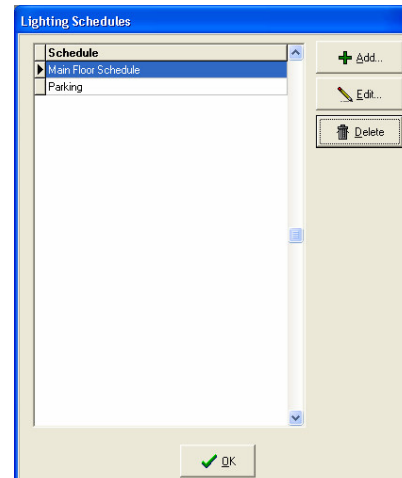 Lighting Schedules
Schedule
Main Floor Schedule
Parking
Add...
Edit...
Delete
OK